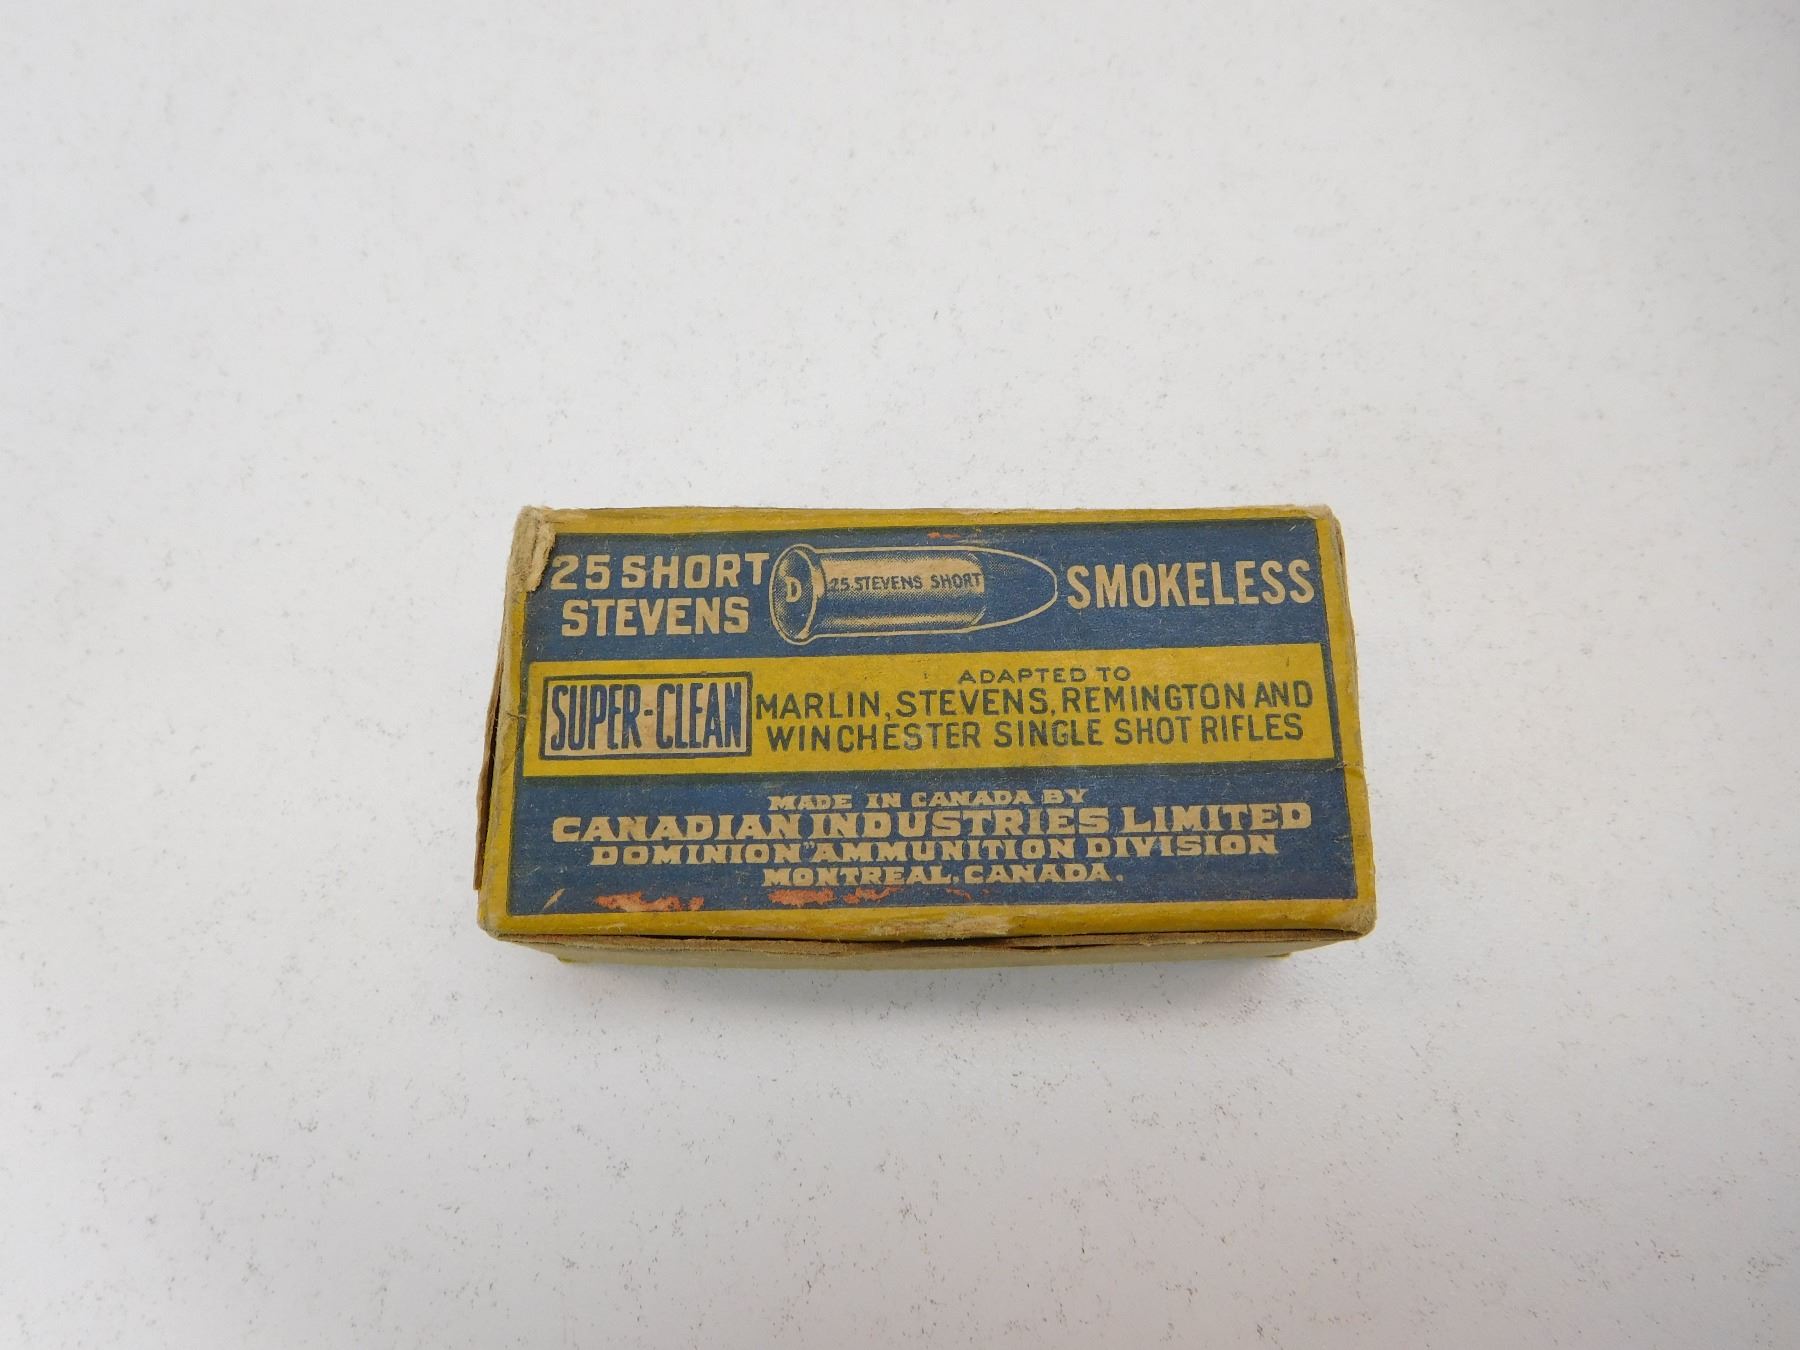 25 SHORT
STEVENS
D
25 STEVENS SHORT
SMOKELESS
SUPER-CLEAN
ADAPTED TO
MARLIN, STEVENS, REMINGTON AND
WINCHESTER SINGLE SHOT RIFLES
MADE IN CANADA BY
CANADIAN INDUSTRIES LIMITED
DOMINION" AMMUNITION DIVISION
MONTREAL, CANADA.